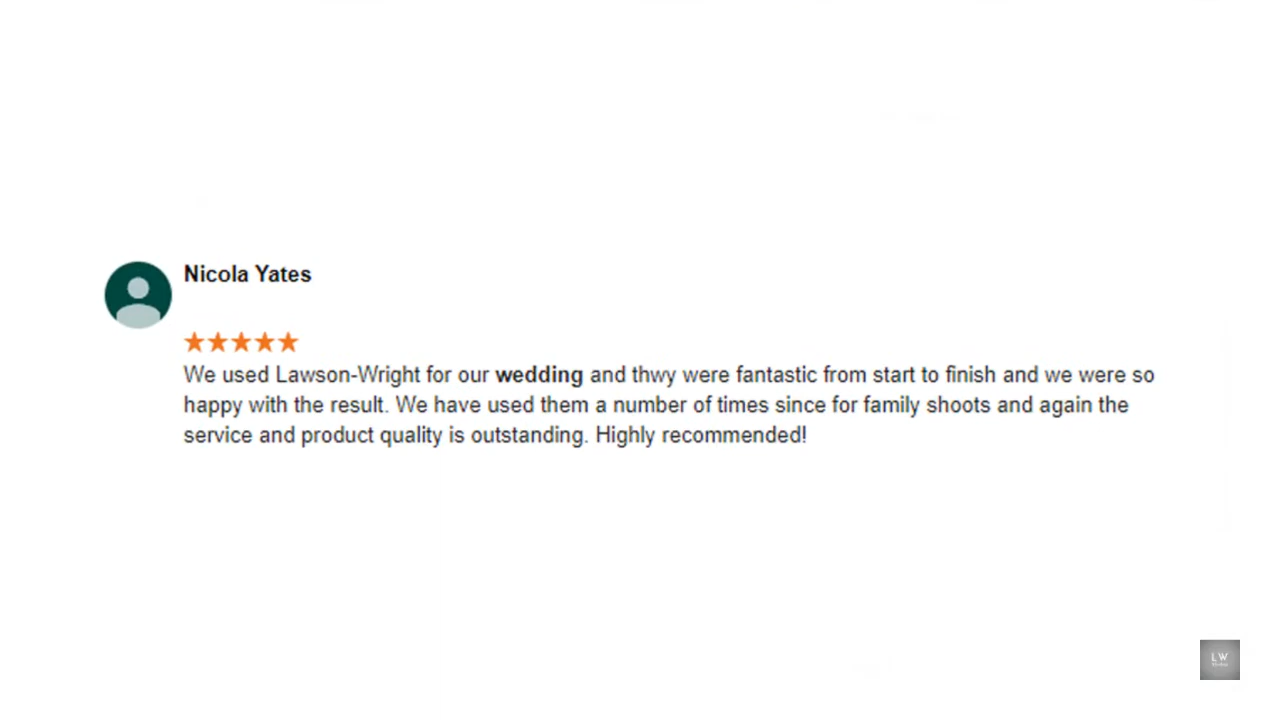 Nicola Yates
We used Lawson-Wright for our wedding and thwy were fantastic from start to finish and we were so
happy with the result. We have used them a number of times since for family shoots and again the
service and product quality is outstanding. Highly recommended!
LW